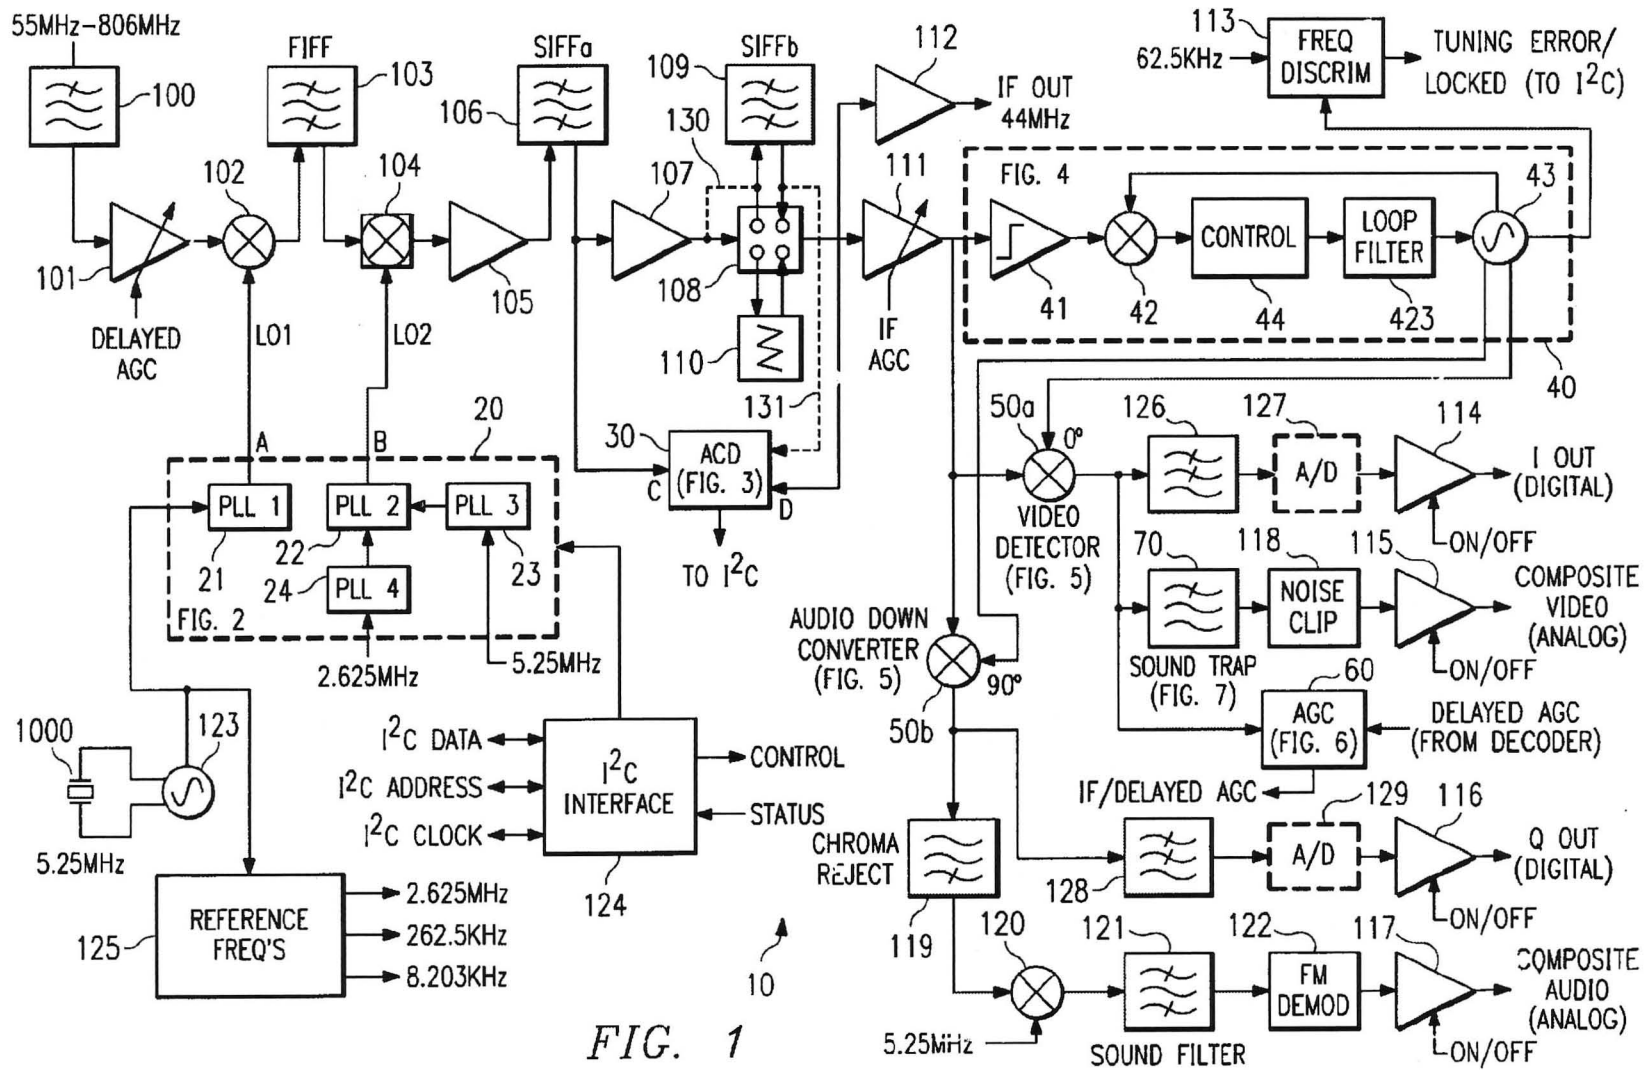 55MHz-806MHz
100
FIFF
103
SIFFa
106
SIFFb
109
112
IF OUT
44MHz
113
62.5KHz
FREQ
DISCRIM
TUNING ERROR/
LOCKED (TO I²C)
102
104
130
107
111
FIG. 4
43
101
105
108
110
CONTROL
LOOP
FILTER
41
42
44
423
40
DELAYED
AGC
LO1
LO2
IF
AGC
131
A
B
20
30
ACD
(FIG. 3)
C
D
TO I²C
PLL 1
PLL 2
PLL 3
PLL 4
21
22
23
24
FIG. 2
2.625MHz
5.25MHz
50a
0°
VIDEO
DETECTOR
(FIG. 5)
126
127
A/D
114
I OUT
(DIGITAL)
ON/OFF
70
118
NOISE
CLIP
115
COMPOSITE
VIDEO
(ANALOG)
ON/OFF
SOUND TRAP
(FIG. 7)
AUDIO DOWN
CONVERTER
(FIG. 5)
90°
50b
60
AGC
(FIG. 6)
DELAYED AGC
(FROM DECODER)
IF/DELAYED AGC
1000
123
5.25MHz
I²C DATA
I²C ADDRESS
I²C CLOCK
I²C
INTERFACE
CONTROL
STATUS
124
125
REFERENCE
FREQ'S
2.625MHz
262.5KHz
8.203KHz
CHROMA
REJECT
119
128
129
A/D
116
Q OUT
(DIGITAL)
ON/OFF
120
5.25MHz
121
SOUND FILTER
122
FM
DEMOD
117
COMPOSITE
AUDIO
(ANALOG)
ON/OFF
10
FIG. 1